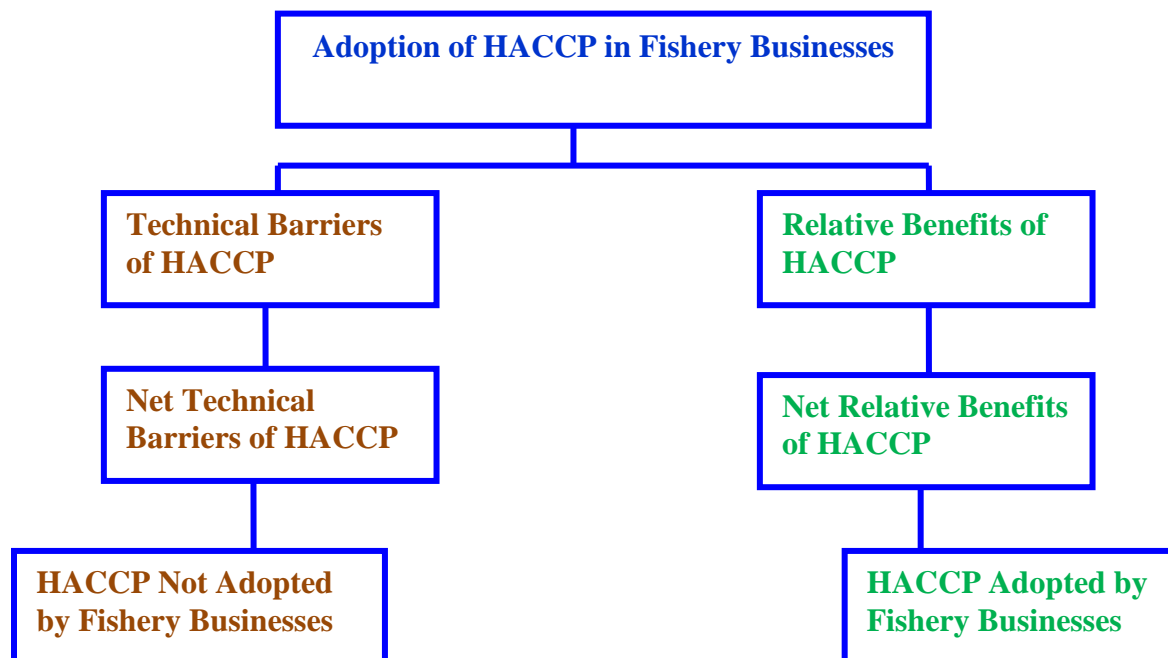 Adoption of HACCP in Fishery Businesses
Technical Barriers
of HACCP
Relative Benefits of
HACCP
Net Technical
Barriers of HACCP
Net Relative Benefits
of HACCP
HACCP Not Adopted
by Fishery Businesses
HACCP Adopted by
Fishery Businesses